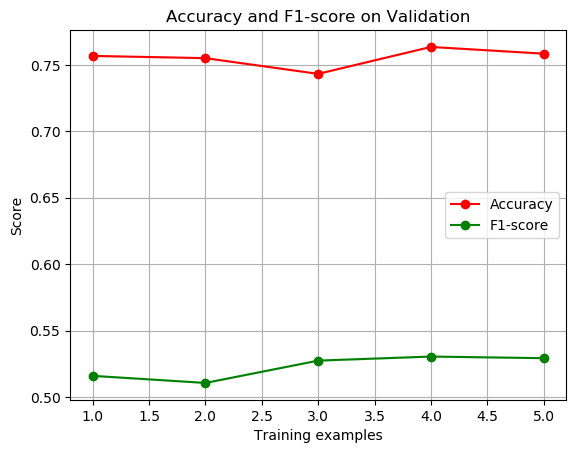 Accuracy and F1-score on Validation
0.75
0.70
0.65
0.60
0.55
0.50
Score
Accuracy
F1-score
1.0 1.5 2.0 2.5 3.0 3.5 4.0 4.5 5.0
Training examples